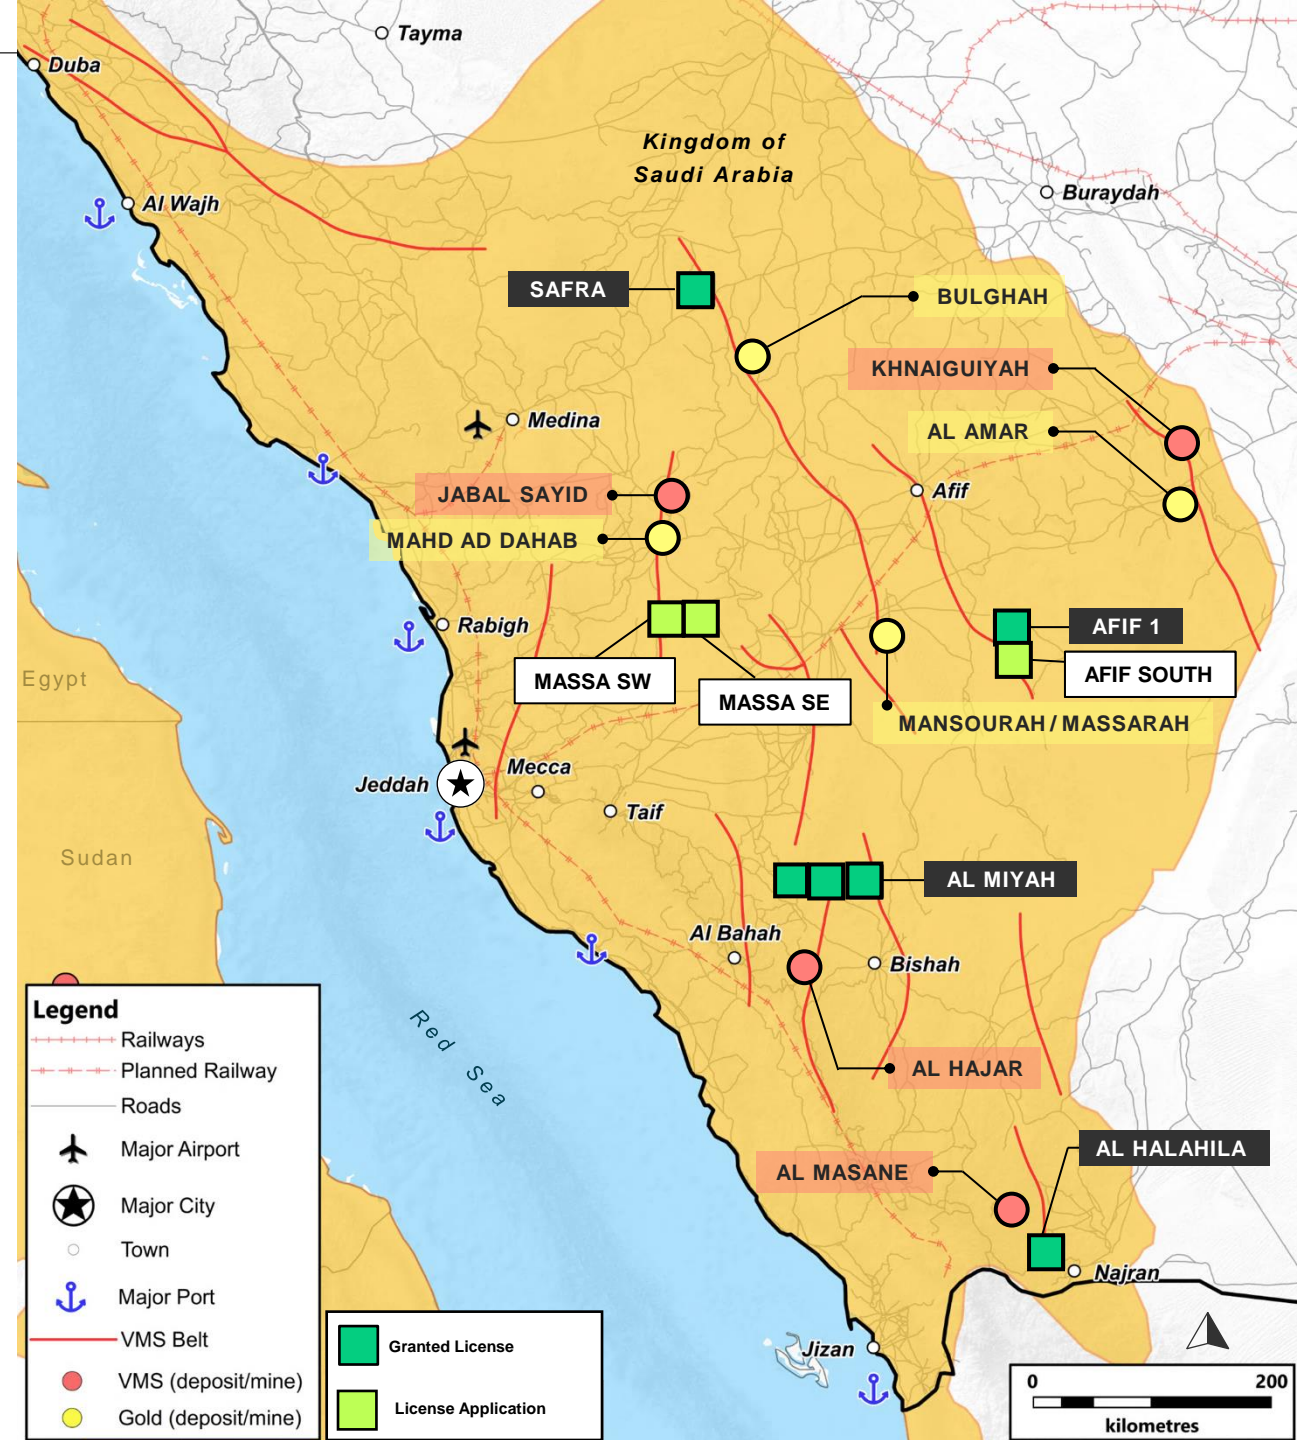 Tayma
Duba
Kingdom of
Saudi Arabia
Buraydah
Al Wajh
SAFRA
BULGHAH
KHNAIGUIYAH
Medina
AL AMAR
JABAL SAYID
Afif
MAHD AD DAHAB
Rabigh
AFIF 1
Egypt
MASSA SW
AFIF SOUTH
MASSA SE
MANSOURAH / MASSARAH
Mecca
Jeddah
Taif
Sudan
AL MIYAH
Al Bahah
Bishah
Red Sea
AL HAJAR
AL HALAHILA
AL MASANE
Najran
Jizan
Legend
Railways
Planned Railway
Roads
Major Airport
Major City
Town
Major Port
VMS Belt
VMS (deposit/mine)
Gold (deposit/mine)
Granted License
License Application
0 200
kilometres